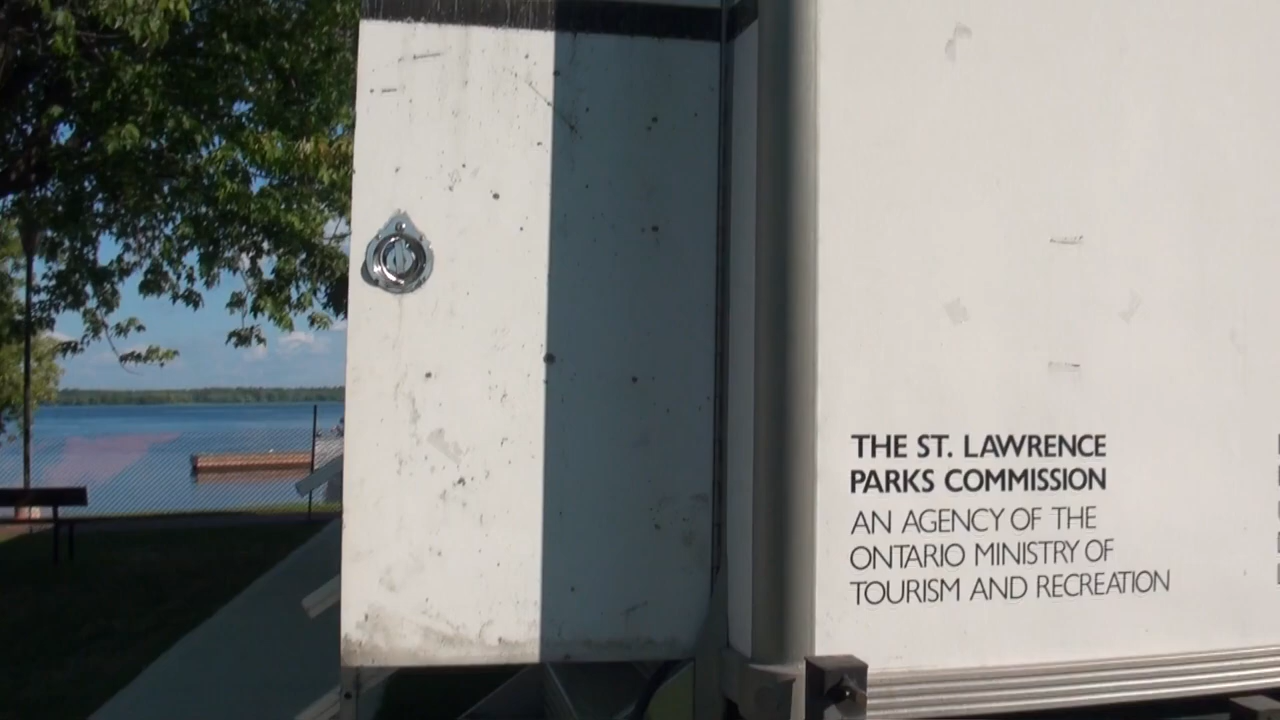 THE ST. LAWRENCE
PARKS COMMISSION
AN AGENCY OF THE
ONTARIO MINISTRY OF
TOURISM AND RECREATION